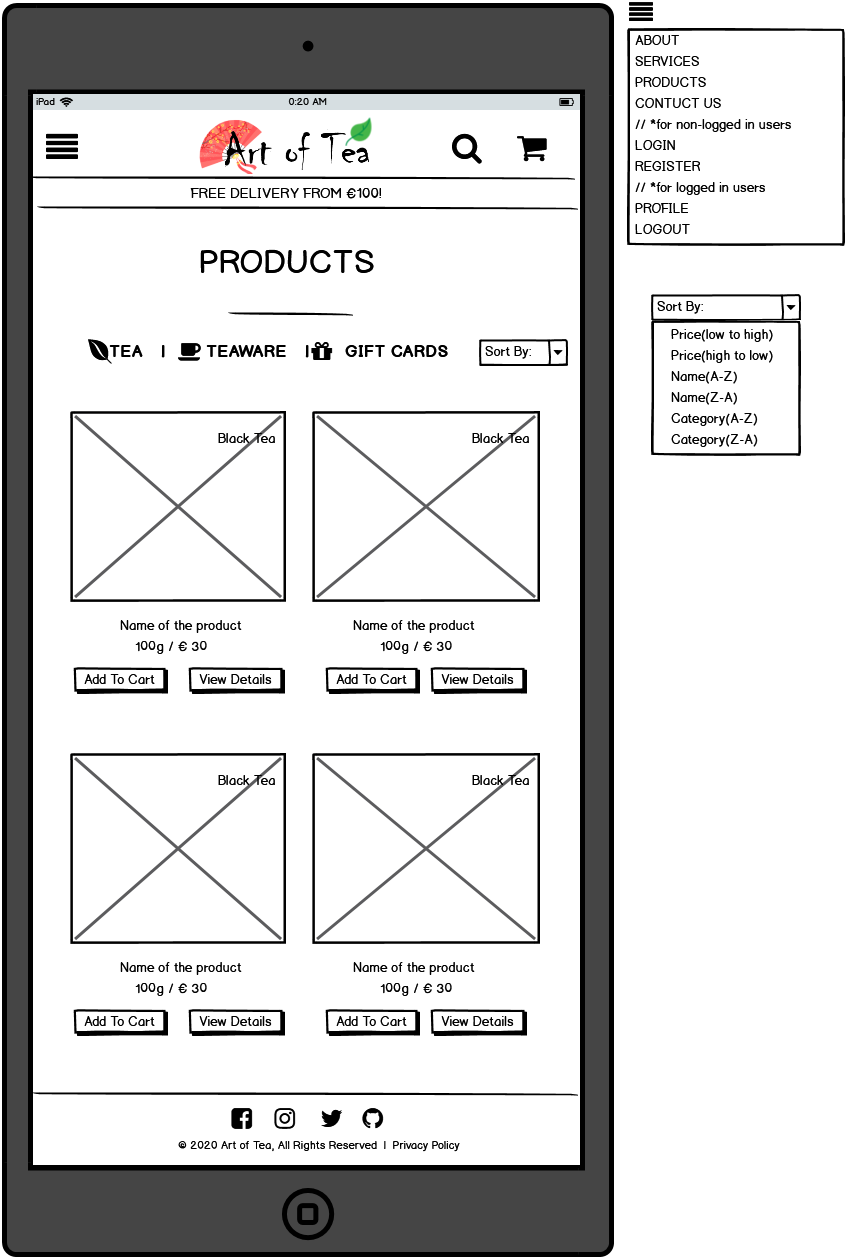 iPad 0:20 AM
Art of Tea
FREE DELIVERY FROM €100!
PRODUCTS
TEA | TEAWARE | GIFT CARDS Sort By:
Black Tea Black Tea
Name of the product Name of the product
100g / € 30 100g / € 30
Add To Cart View Details Add To Cart View Details
Black Tea Black Tea
Name of the product Name of the product
100g / € 30 100g / € 30
Add To Cart View Details Add To Cart View Details
© 2020 Art of Tea, All Rights Reserved | Privacy Policy
ABOUT
SERVICES
PRODUCTS
CONTUCT US
// *for non-logged in users
LOGIN
REGISTER
// *for logged in users
PROFILE
LOGOUT
Sort By:
Price(low to high)
Price(high to low)
Name(A-Z)
Name(Z-A)
Category(A-Z)
Category(Z-A)